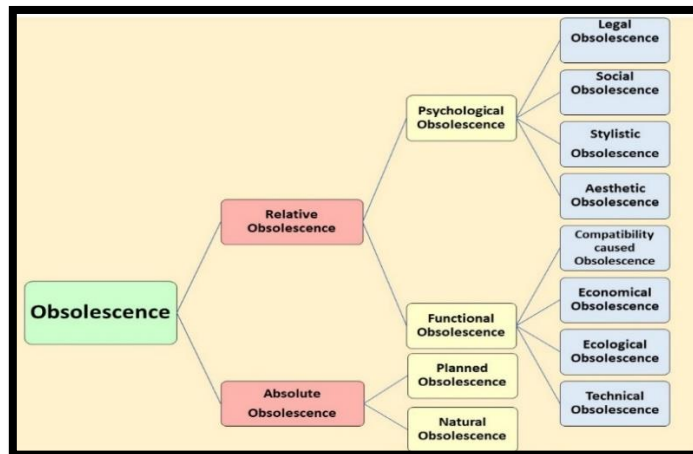 Legal
Obsolescence
Social
Obsolescence
Psychological
Obsolescence
Stylistic
Obsolescence
Aesthetic
Obsolescence
Relative
Obsolescence
Compatibility
caused
Obsolescence
Obsolescence
Functional
Obsolescence
Economical
Obsolescence
Ecological
Obsolescence
Technical
Obsolescence
Absolute
Obsolescence
Planned
Obsolescence
Natural
Obsolescence